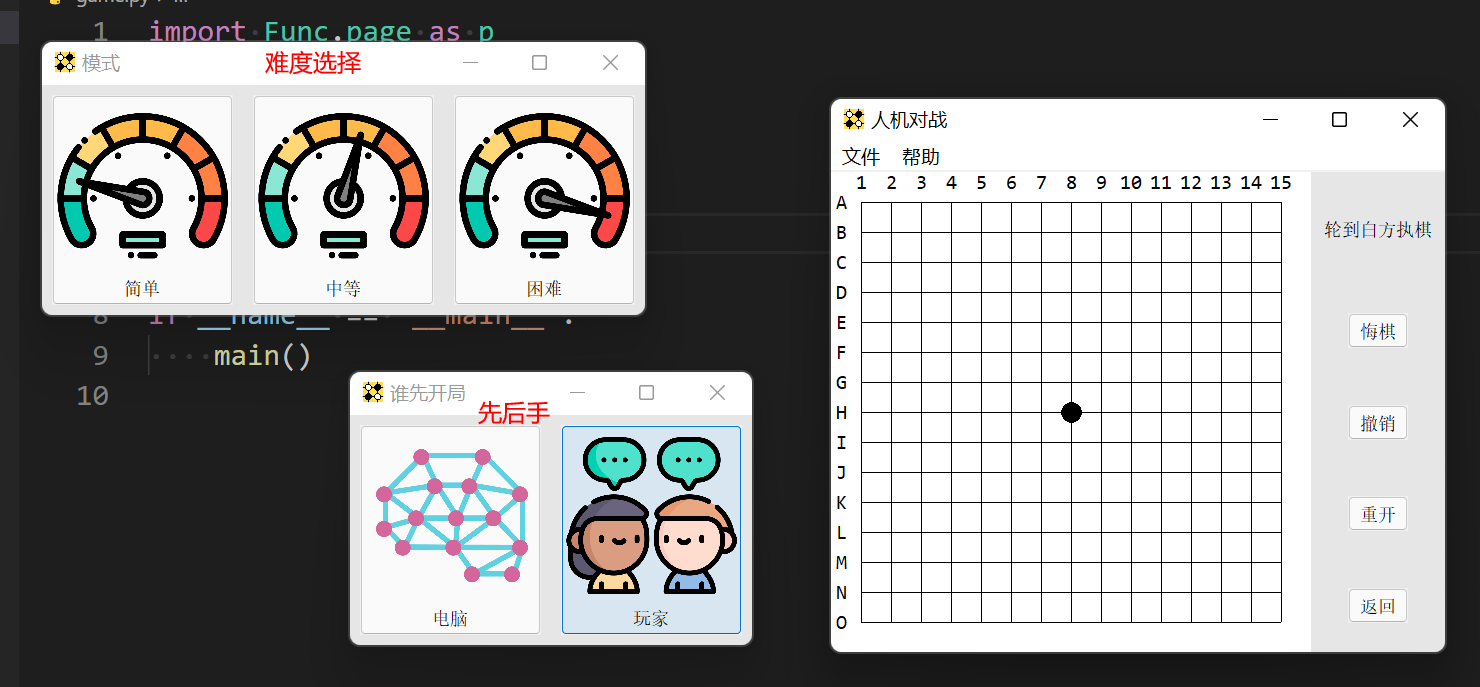 game.py
1 import Func.page as p
模式
难度选择
简单
中等
困难
8 if __name__ == "__main__":
9 main()
10
谁先开局
先后手
电脑
玩家
人机对战
文件 帮助
1 2 3 4 5 6 7 8 9 10 11 12 13 14 15
A
B
C
D
E
F
G
H
I
J
K
L
M
N
O
轮到白方执棋
悔棋
撤销
重开
返回